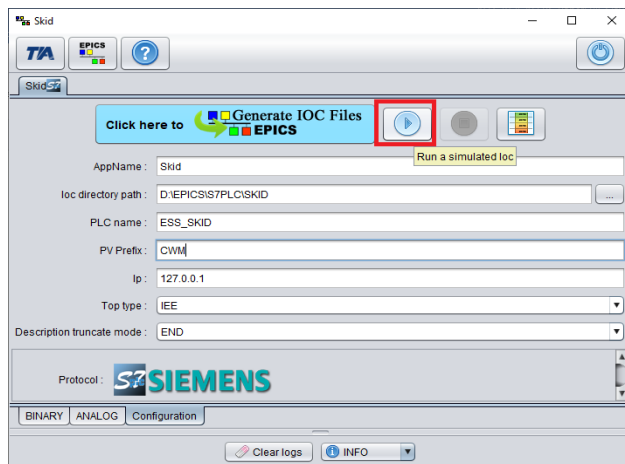 Skid
TIA EPICS ?
Skid S7
Click here to Generate IOC Files
EPICS
Run a simulated Ioc
AppName : Skid
Ioc directory path : D:\EPICS\S7PLC\SKID ...
PLC name : ESS_SKID
PV Prefix : CWM
Ip : 127.0.0.1
Top type : IEE
Description truncate mode : END
Protocol : S7 SIEMENS
BINARY ANALOG Configuration
Clear logs INFO